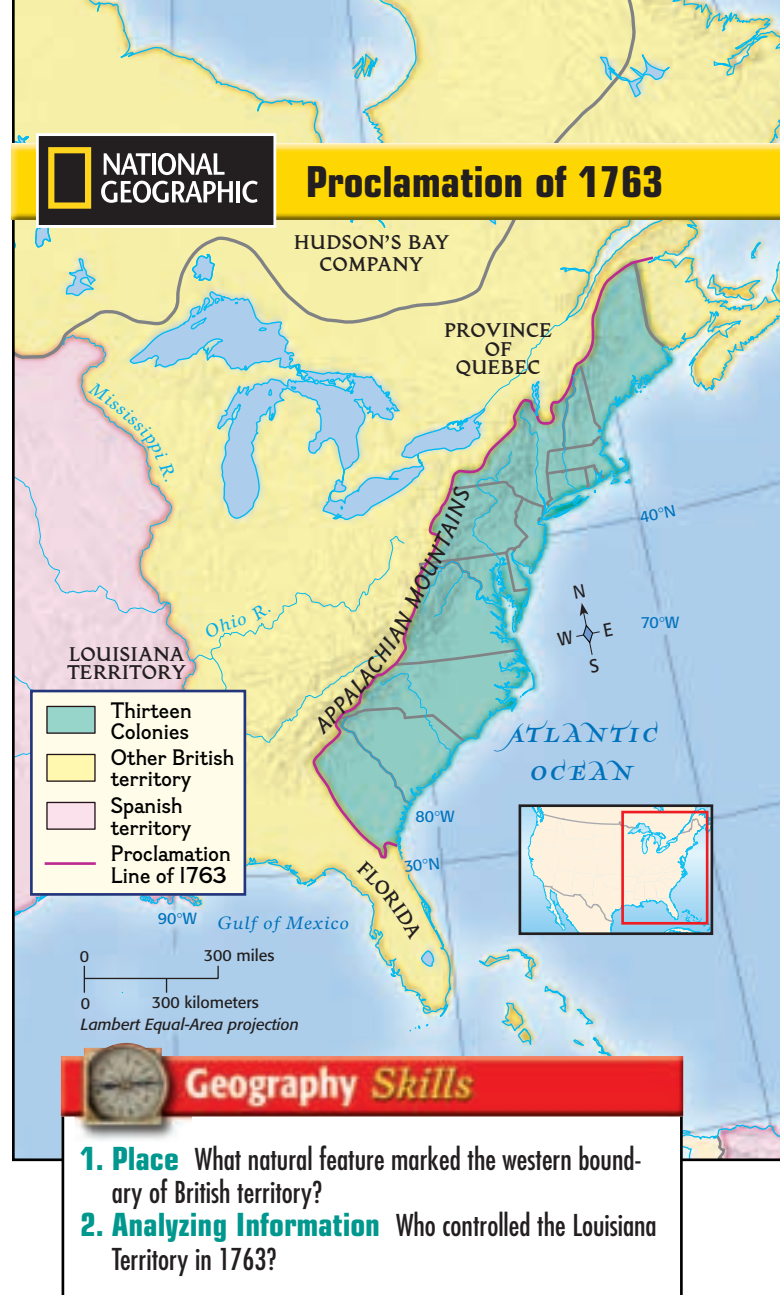 NATIONAL
GEOGRAPHIC
Proclamation of 1763
HUDSON'S BAY
COMPANY
PROVINCE
OF
QUEBEC
Mississippi R.
APPALACHIAN MOUNTAINS
40°N
Ohio R.
N
W E
S
70°W
LOUISIANA
TERRITORY
Thirteen
Colonies
Other British
territory
Spanish
territory
Proclamation
Line of 1763
ATLANTIC
OCEAN
80°W
30°N
FLORIDA
90°W
Gulf of Mexico
0 300 miles
0 300 kilometers
Lambert Equal-Area projection
Geography Skills
1. Place What natural feature marked the western bound-
ary of British territory?
2. Analyzing Information Who controlled the Louisiana
Territory in 1763?